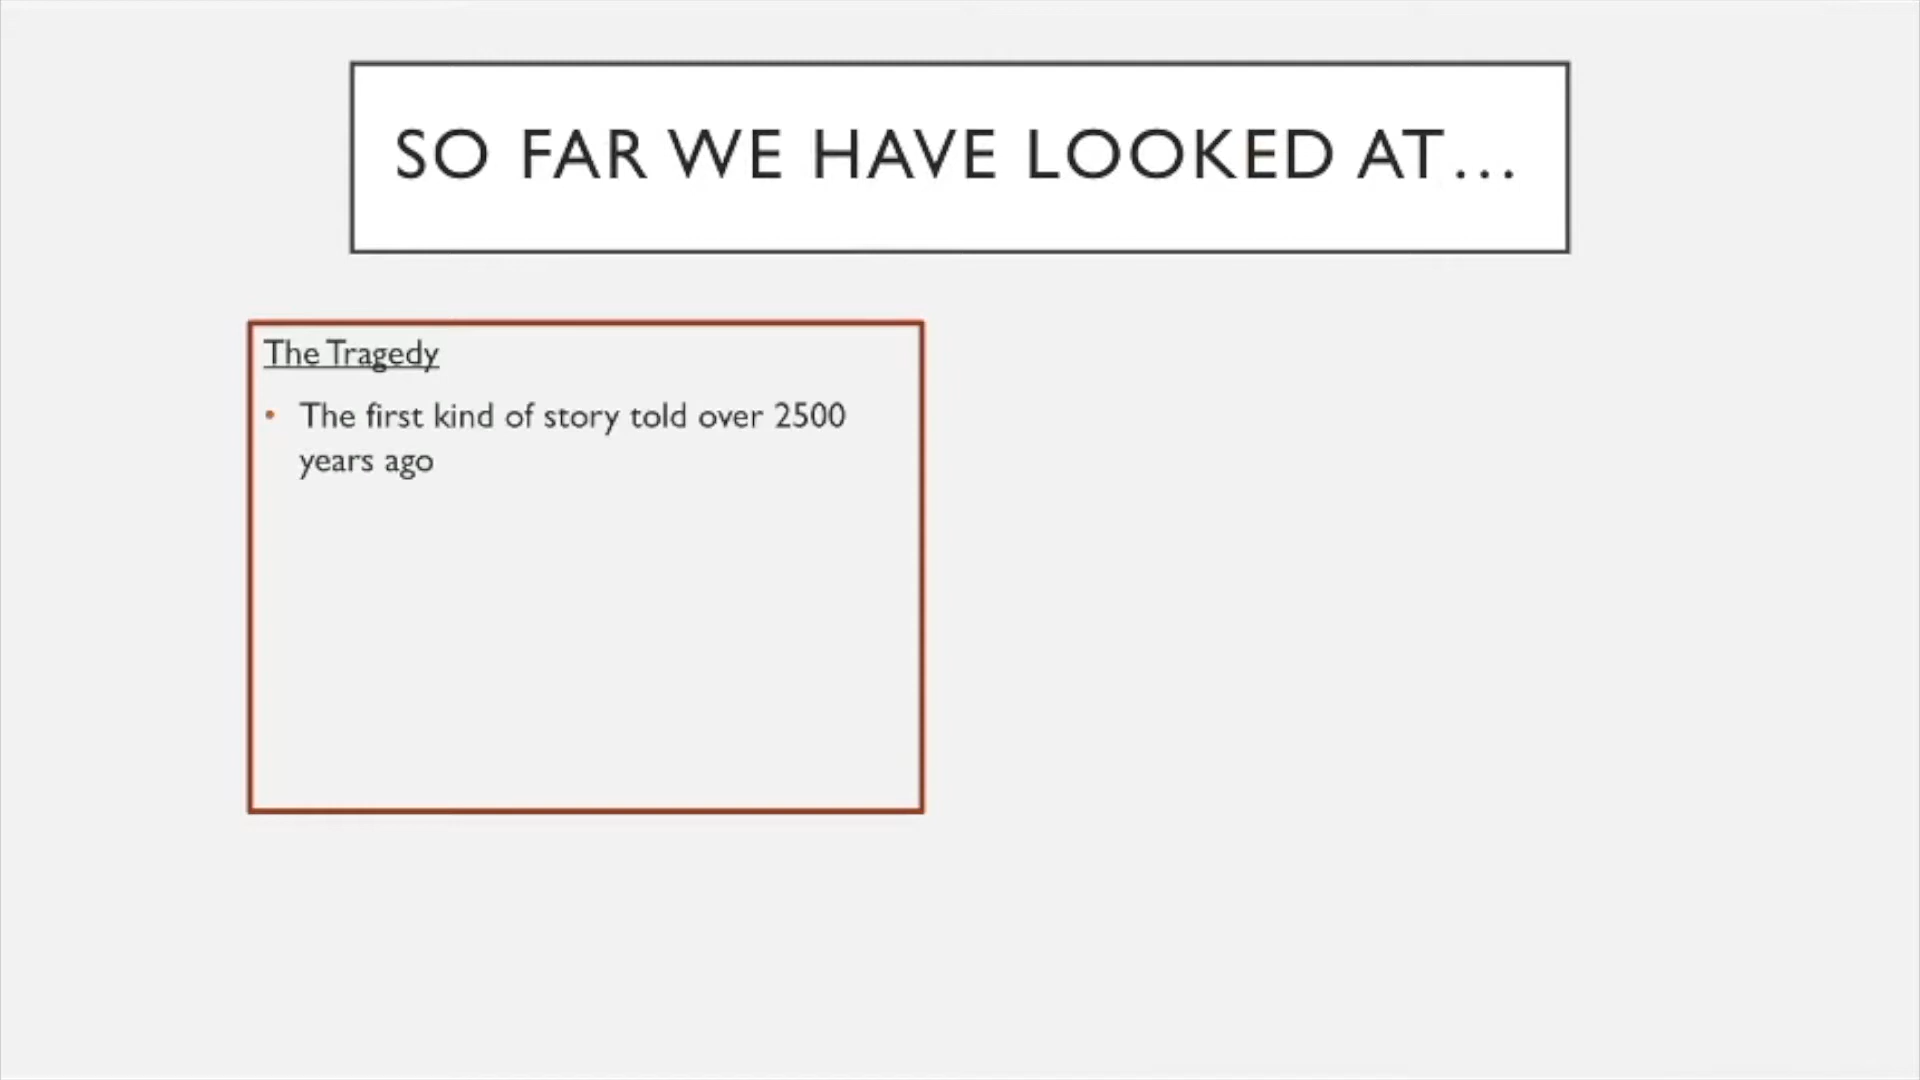 SO FAR WE HAVE LOOKED AT...
The Tragedy
• The first kind of story told over 2500
years ago